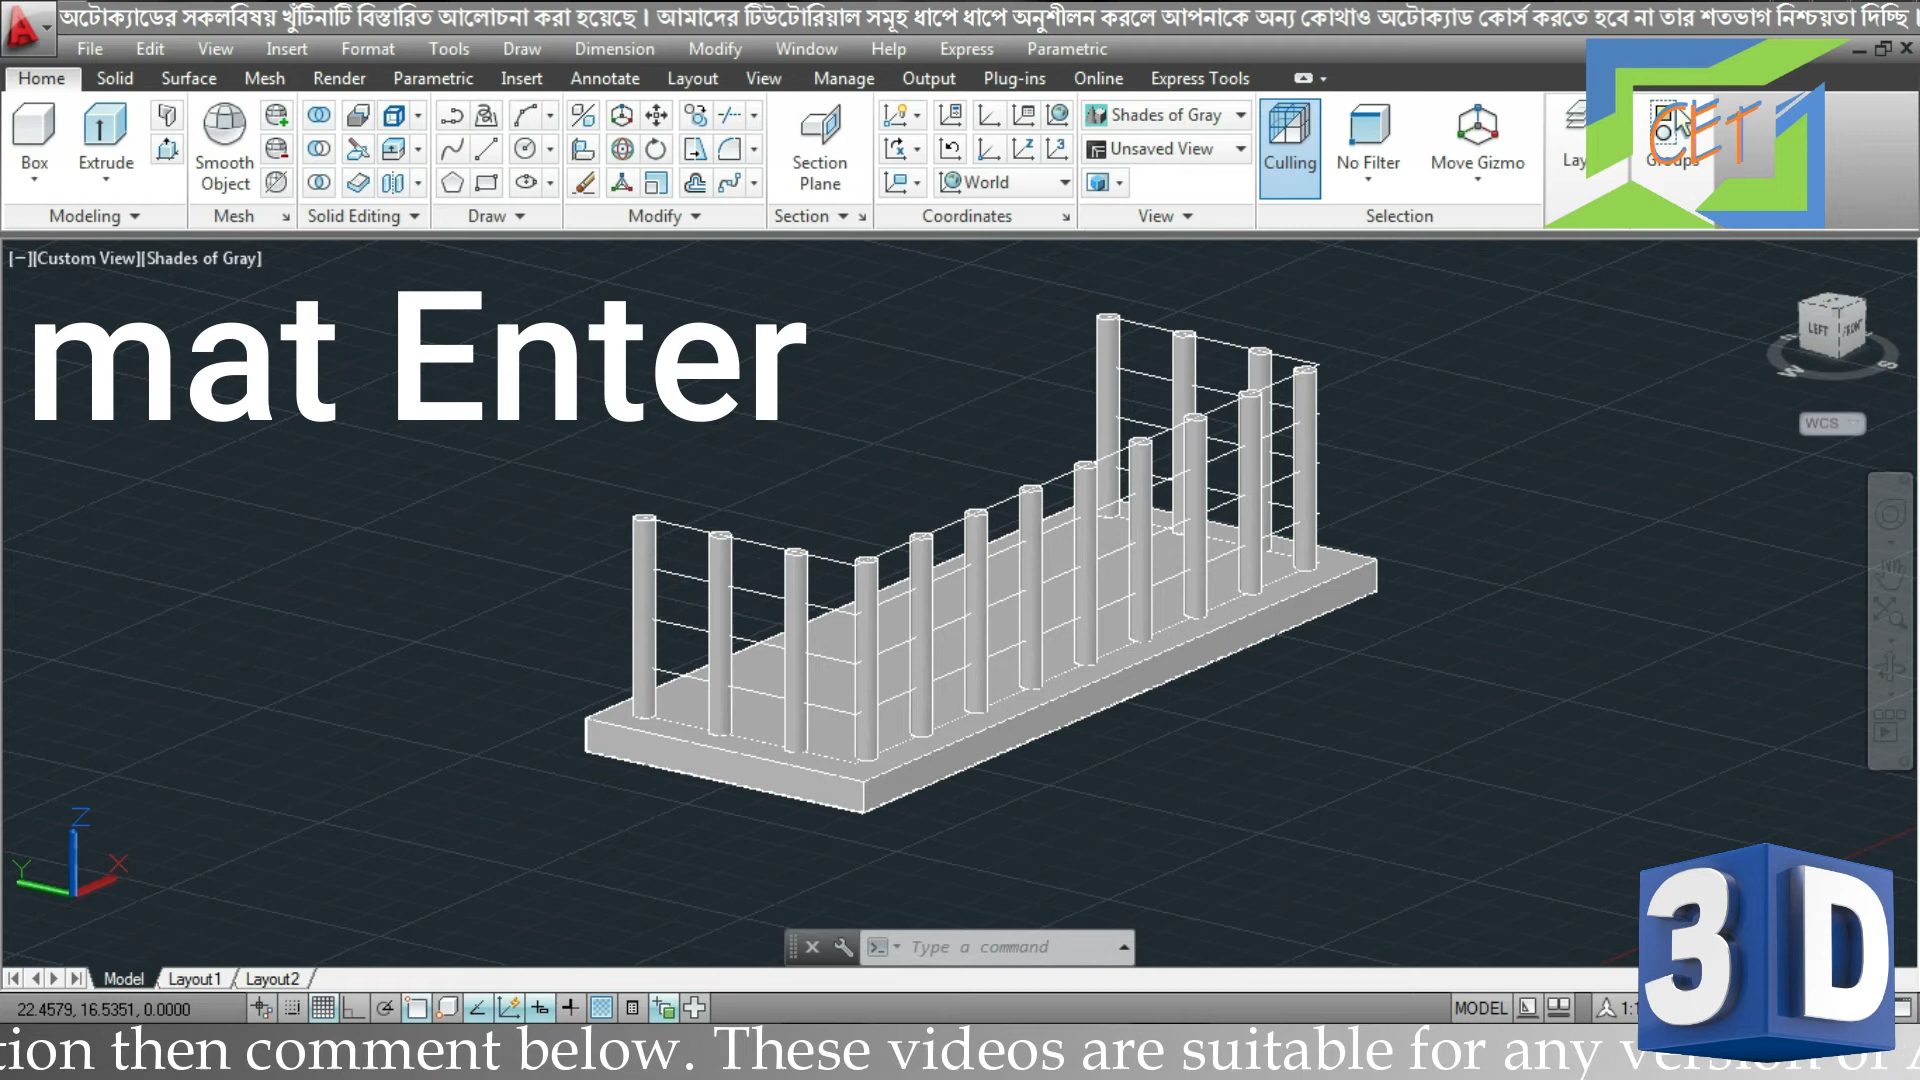 অটোক্যাডের সকলবিষয় খুঁটিনাটি বিস্তারিত আলোচনা করা হয়েছে। আমাদের টিউটোরিয়াল সমূহ ধাপে ধাপে অনুশীলন করলে আপনাকে অন্য কোথাও অটোক্যাড কোর্স করতে হবে না তার শতভাগ নিশ্চয়তা দিচ্ছি।
File Edit View Insert Format Tools Draw Dimension Modify Window Help Express Parametric
Home Solid Surface Mesh Render Parametric Insert Annotate Layout View Manage Output Plug-ins Online Express Tools
Shades of Gray
Unsaved View
World
Box Extrude Smooth Object Section Plane Culling No Filter Move Gizmo Groups
CET
Modeling Mesh Solid Editing Draw Modify Section Coordinates View Selection
[−][Custom View][Shades of Gray]
mat Enter
LEFT FRONT
W S
WCS
Z
Y X
Type a command
3D
Model Layout1 Layout2
22.4579, 16.5351, 0.0000 MODEL
tion then comment below. These videos are suitable for any version of